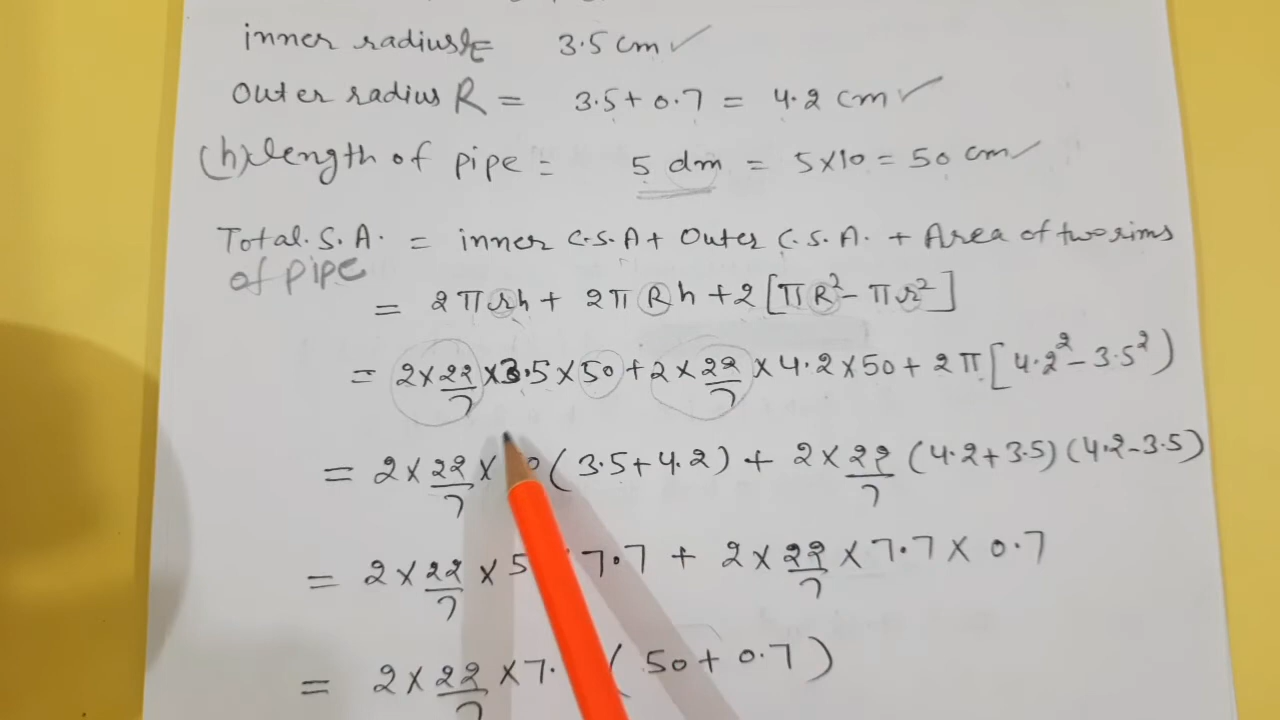 inner radius r = 3.5 cm ✓
Outer radius R = 3.5 + 0.7 = 4.2 cm ✓
(h) length of pipe = 5 dm = 5×10 = 50 cm ✓
Total. S. A. = inner C.S.A + Outer C.S.A. + Area of two rims
of pipe
= 2πrh + 2πRh + 2[πR² - πr²]
= 2×22/7 ×3.5×50 + 2×22/7 ×4.2×50 + 2π[4.2² - 3.5²)
= 2×22/7 × 0 (3.5+4.2) + 2×22/7 (4.2+3.5) (4.2-3.5)
= 2×22/7 × 5 7.7 + 2×22/7 ×7.7× 0.7
= 2×22/7 ×7. ( 50 + 0.7 )